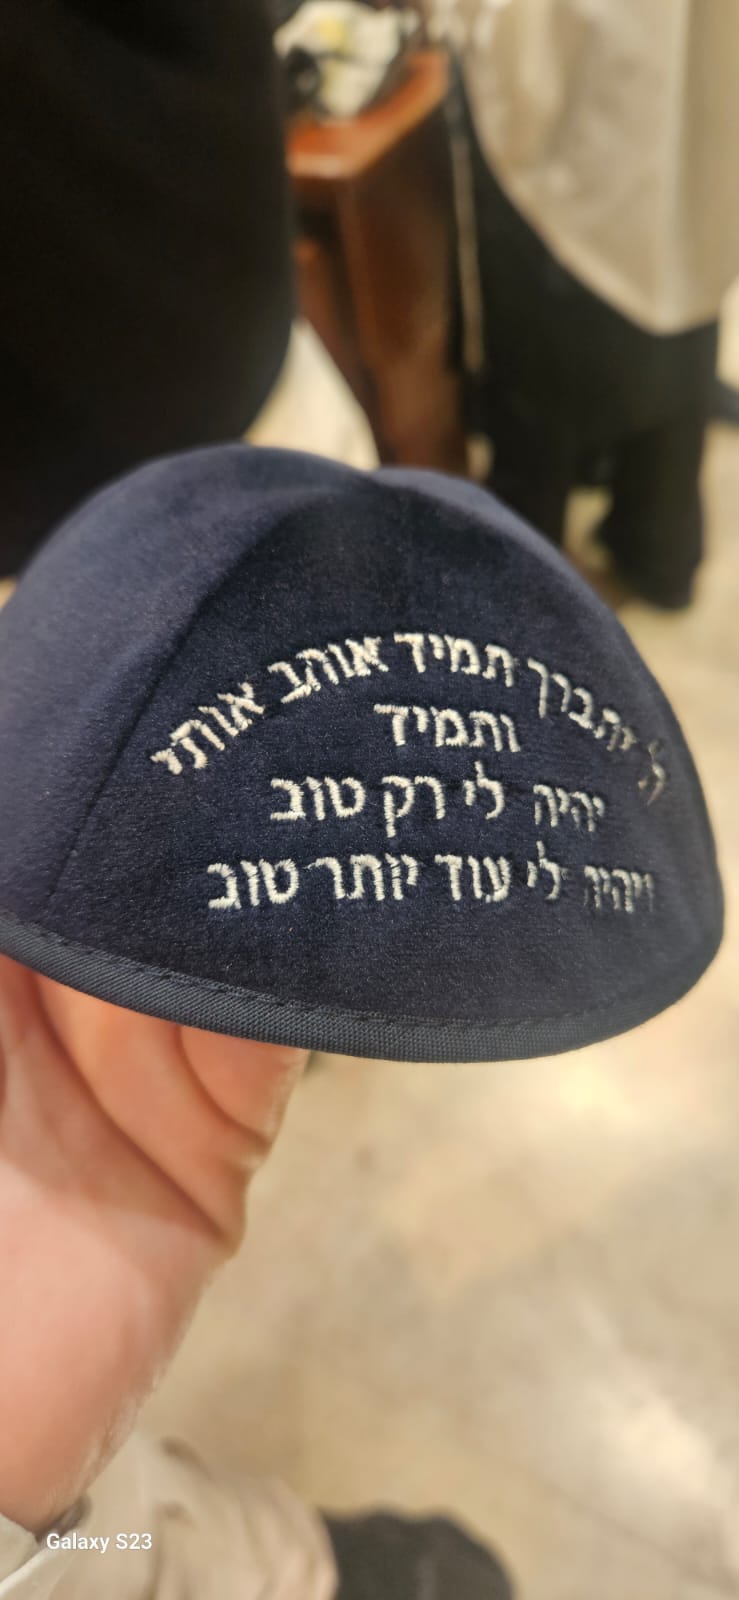 יתברך תמיד אוהב אותי
ותמיד
יהיה לי רק טוב
ויהיה לי עוד יותר טוב
Galaxy S23